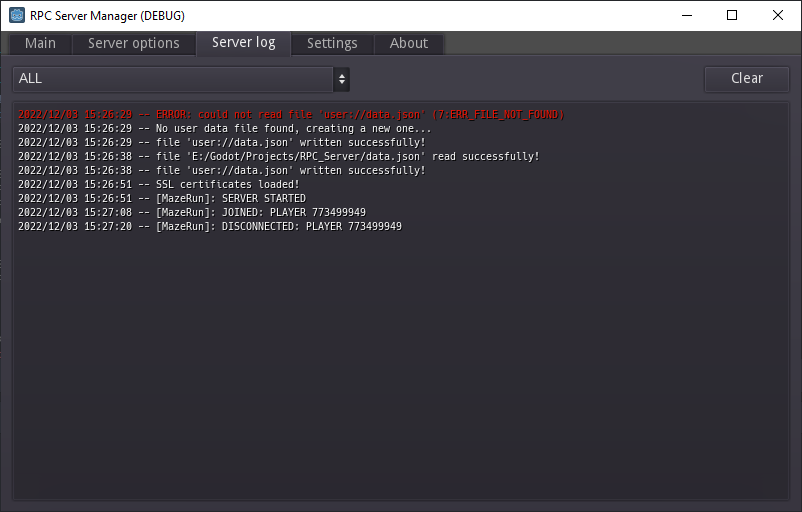 RPC Server Manager (DEBUG)
Main Server options Server log Settings About
ALL Clear
2022/12/03 15:26:29 -- ERROR: could not read file 'user://data.json' (7:ERR_FILE_NOT_FOUND)
2022/12/03 15:26:29 -- No user data file found, creating a new one...
2022/12/03 15:26:29 -- file 'user://data.json' written successfully!
2022/12/03 15:26:38 -- file 'E:/Godot/Projects/RPC_Server/data.json' read successfully!
2022/12/03 15:26:38 -- file 'user://data.json' written successfully!
2022/12/03 15:26:51 -- SSL certificates loaded!
2022/12/03 15:26:51 -- [MazeRun]: SERVER STARTED
2022/12/03 15:27:08 -- [MazeRun]: JOINED: PLAYER 773499949
2022/12/03 15:27:20 -- [MazeRun]: DISCONNECTED: PLAYER 773499949